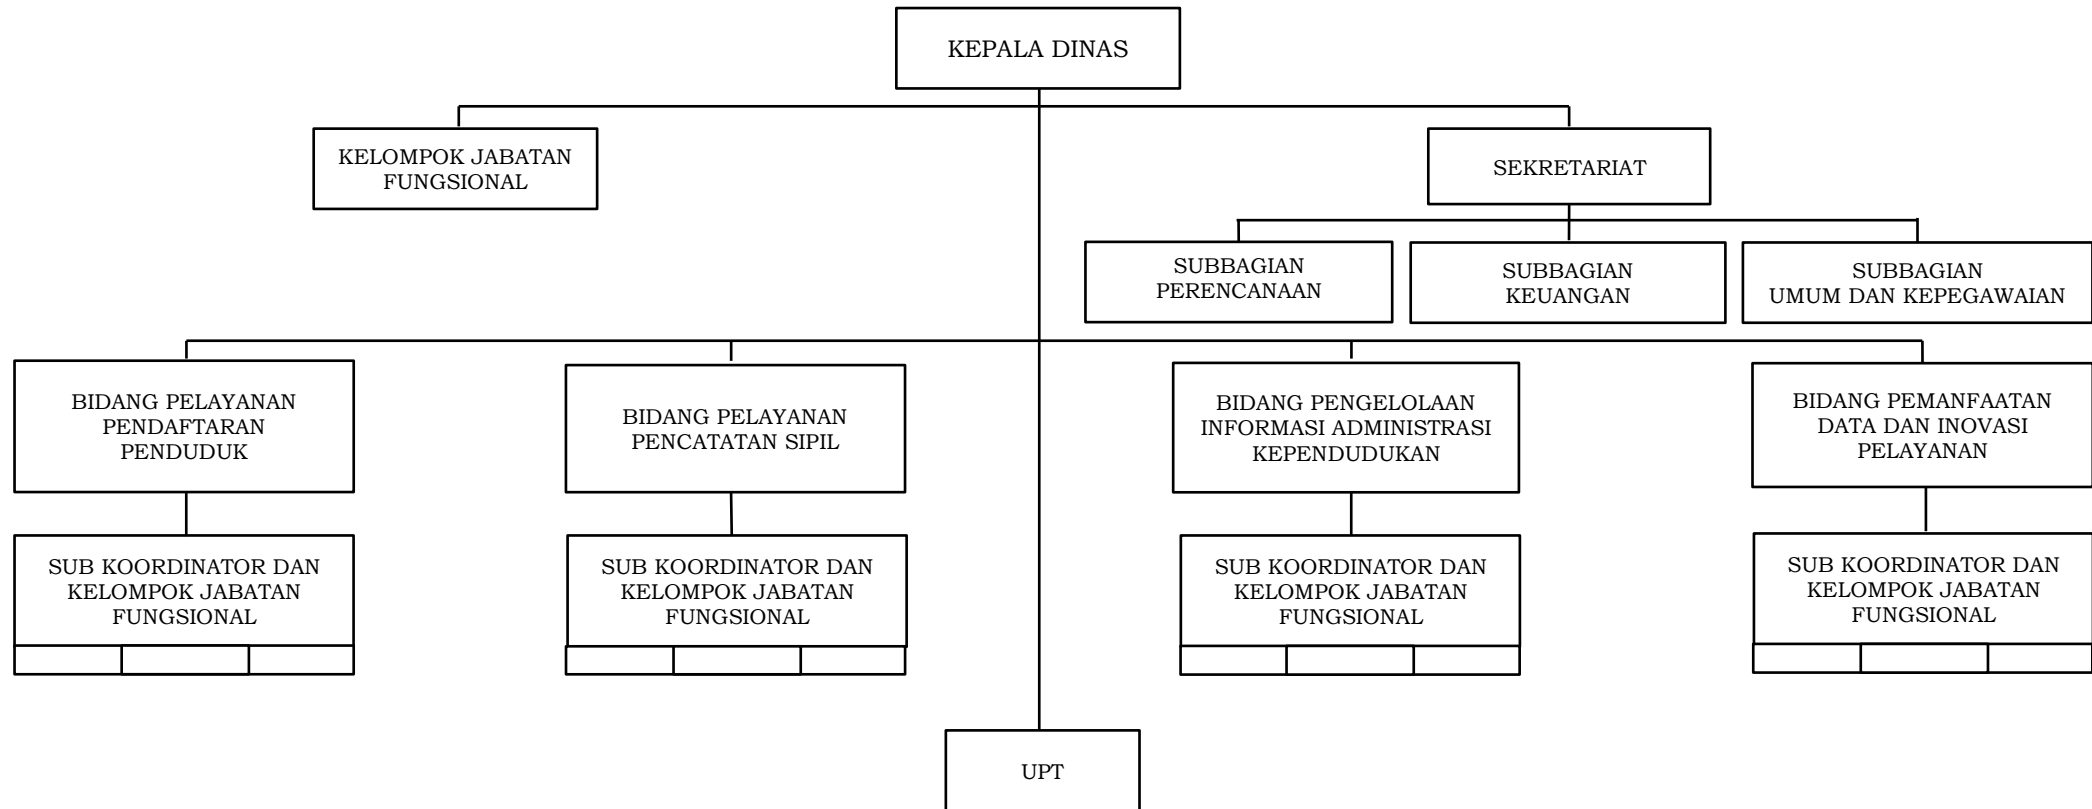 KEPALA DINAS
KELOMPOK JABATAN
FUNGSIONAL
SEKRETARIAT
SUBBAGIAN
PERENCANAAN
SUBBAGIAN
KEUANGAN
SUBBAGIAN
UMUM DAN KEPEGAWAIAN
BIDANG PELAYANAN
PENDAFTARAN
PENDUDUK
BIDANG PELAYANAN
PENCATATAN SIPIL
BIDANG PENGELOLAAN
INFORMASI ADMINISTRASI
KEPENDUDUKAN
BIDANG PEMANFAATAN
DATA DAN INOVASI
PELAYANAN
SUB KOORDINATOR DAN
KELOMPOK JABATAN
FUNGSIONAL
SUB KOORDINATOR DAN
KELOMPOK JABATAN
FUNGSIONAL
SUB KOORDINATOR DAN
KELOMPOK JABATAN
FUNGSIONAL
SUB KOORDINATOR DAN
KELOMPOK JABATAN
FUNGSIONAL
UPT